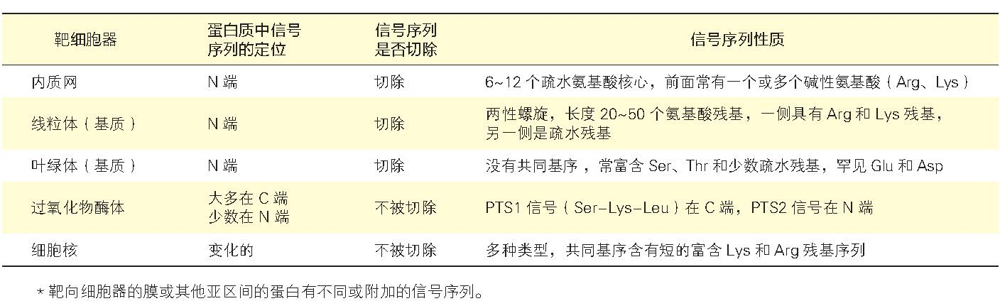 靶细胞器 蛋白质中信号序列的定位 信号序列是否切除 信号序列性质
内质网 N 端 切除 6~12 个疏水氨基酸核心，前面常有一个或多个碱性氨基酸（Arg、Lys）
线粒体（基质） N 端 切除 两性螺旋，长度 20~50 个氨基酸残基，一侧具有 Arg 和 Lys 残基，
另一侧是疏水残基
叶绿体（基质） N 端 切除 没有共同基序，常富含 Ser、Thr 和少数疏水残基，罕见 Glu 和 Asp
过氧化物酶体 大多在 C 端 少数在 N 端 不被切除 PTS1 信号（Ser-Lys-Leu）在 C 端，PTS2 信号在 N 端
细胞核 变化的 不被切除 多种类型，共同基序含有短的富含 Lys 和 Arg 残基序列
*靶向细胞器的膜或其他亚区间的蛋白有不同或附加的信号序列。